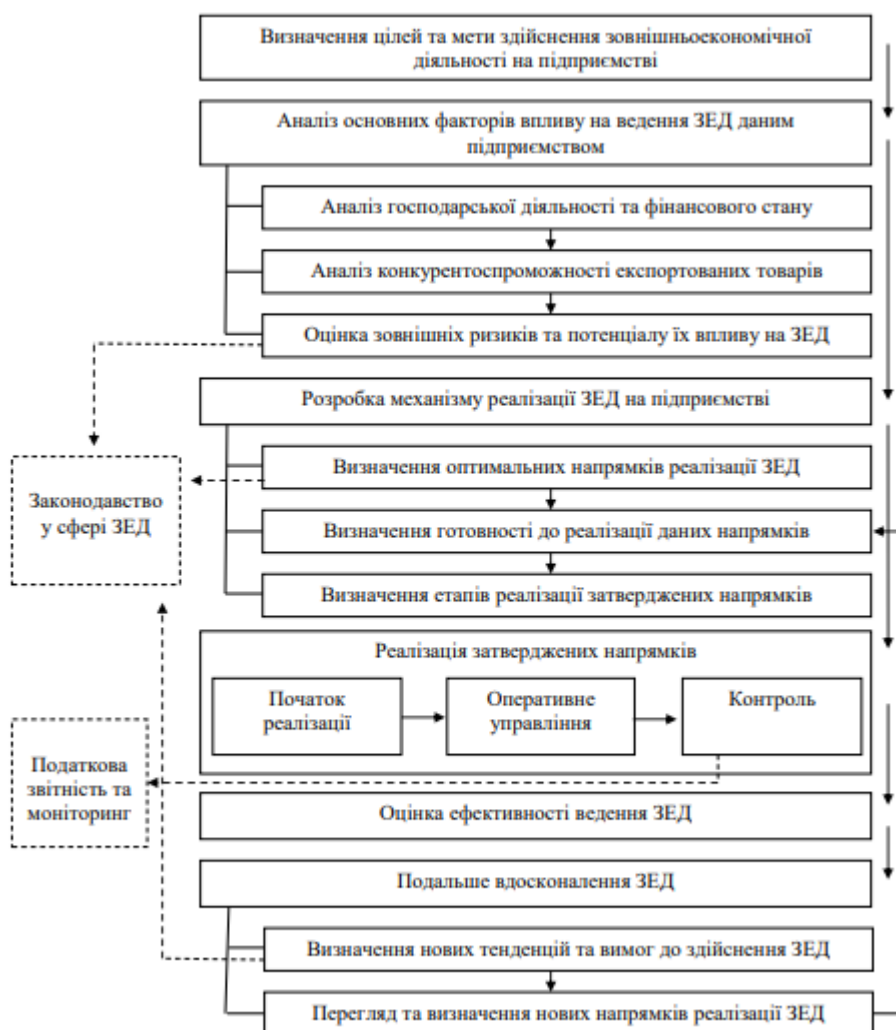 Визначення цілей та мети здійснення зовнішньоекономічної
діяльності на підприємстві
Аналіз основних факторів впливу на ведення ЗЕД даним
підприємством
Аналіз господарської діяльності та фінансового стану
Аналіз конкурентоспроможності експортованих товарів
Оцінка зовнішніх ризиків та потенціалу їх впливу на ЗЕД
Розробка механізму реалізації ЗЕД на підприємстві
Визначення оптимальних напрямків реалізації ЗЕД
Законодавство
у сфері ЗЕД
Визначення готовності до реалізації даних напрямків
Визначення етапів реалізації затверджених напрямків
Реалізація затверджених напрямків
Початок
реалізації
Оперативне
управління
Контроль
Податкова
звітність та
моніторинг
Оцінка ефективності ведення ЗЕД
Подальше вдосконалення ЗЕД
Визначення нових тенденцій та вимог до здійснення ЗЕД
Перегляд та визначення нових напрямків реалізації ЗЕД